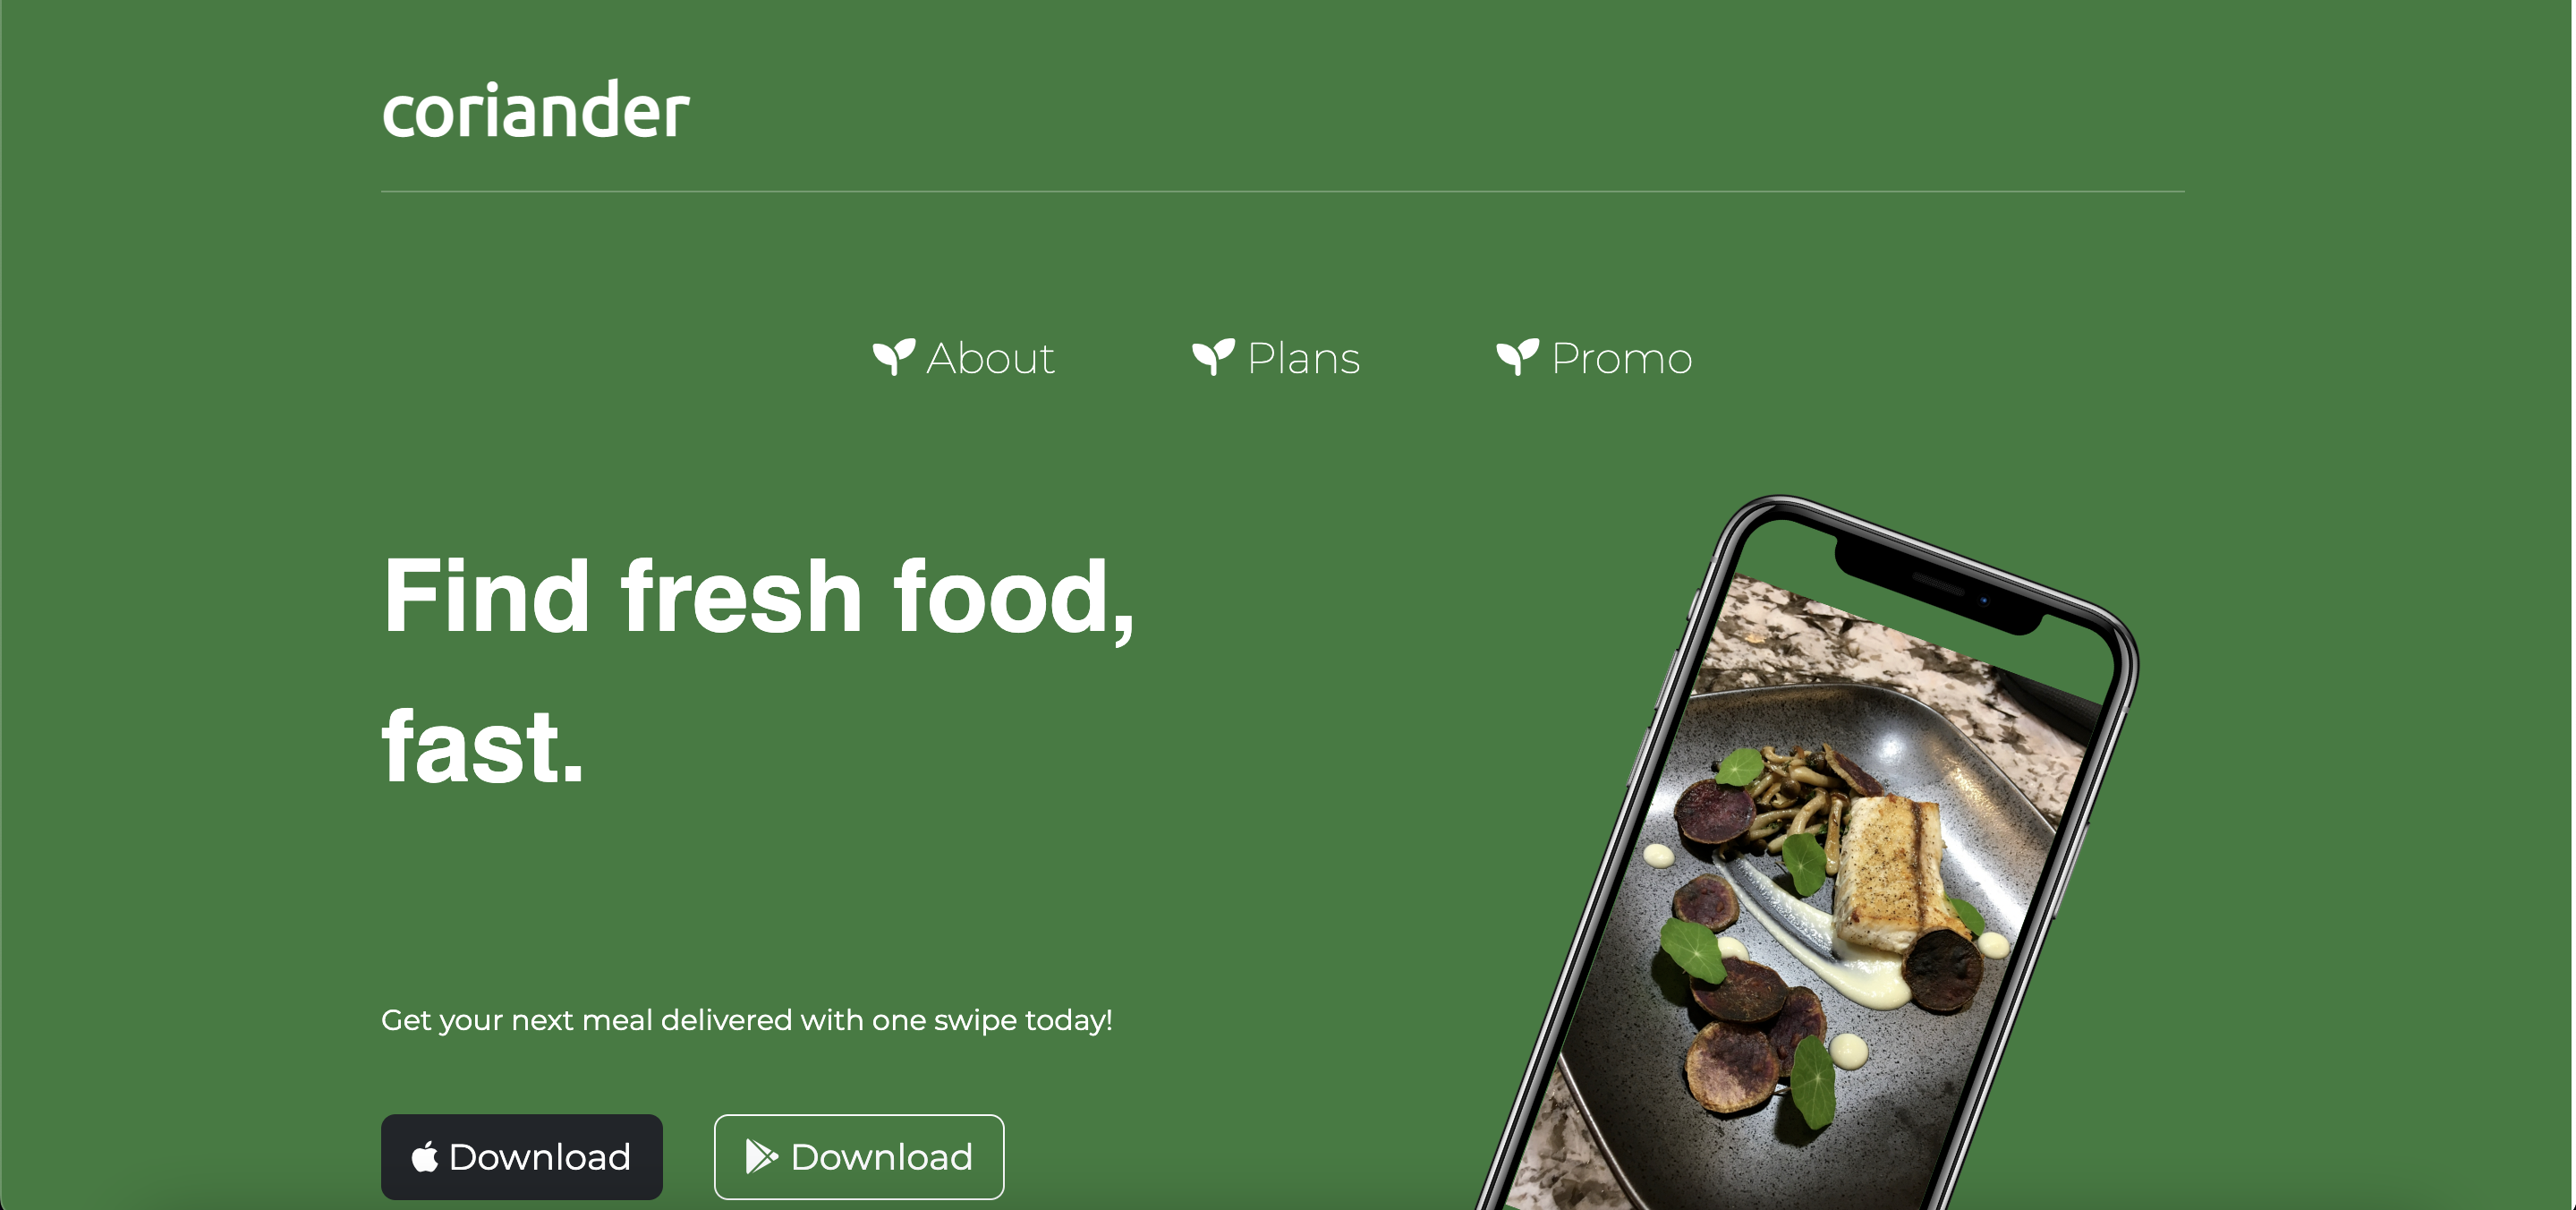 coriander
About Plans Promo
Find fresh food,
fast.
Get your next meal delivered with one swipe today!
Download Download